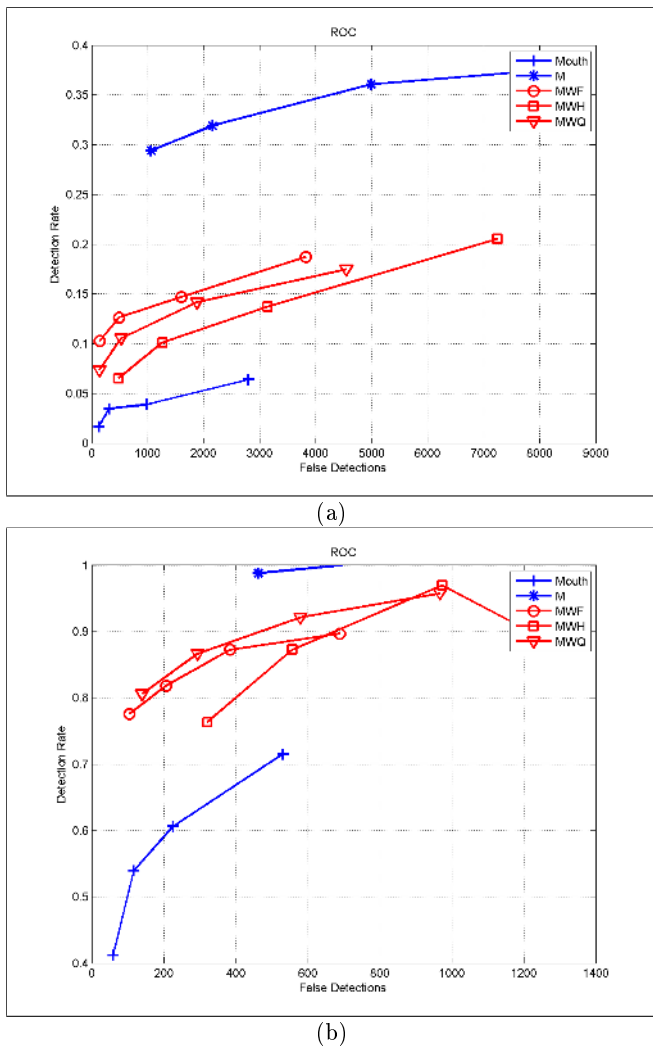 ROC
0.4
0.35
0.3
0.25
0.2
0.15
0.1
0.05
0
Detection Rate
Mouth
M
MWF
MWH
MWQ
0 1000 2000 3000 4000 5000 6000 7000 8000 9000
False Detections
(a)
ROC
1
0.9
0.8
0.7
0.6
0.5
0.4
Detection Rate
Mouth
M
MWF
MWH
MWQ
0 200 400 600 800 1000 1200 1400
False Detections
(b)